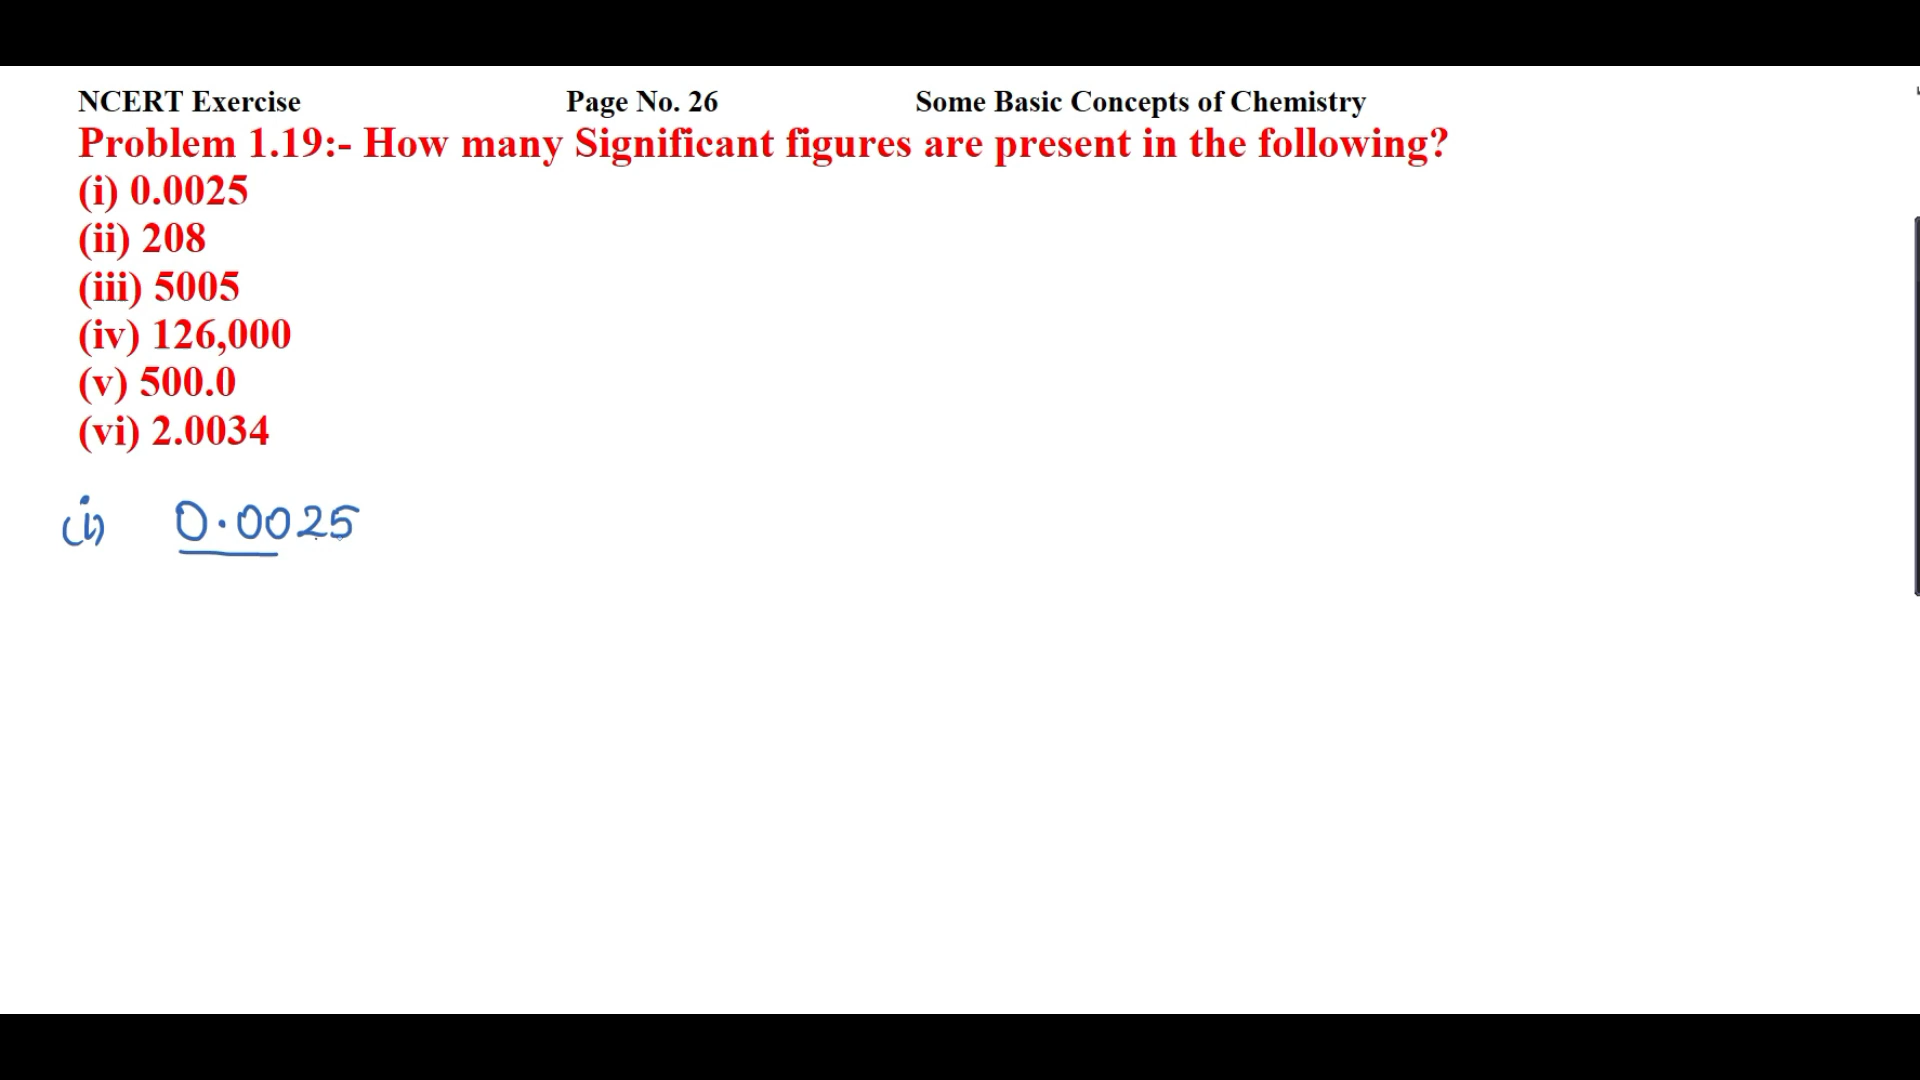 NCERT Exercise Page No. 26 Some Basic Concepts of Chemistry
Problem 1.19:- How many Significant figures are present in the following?
(i) 0.0025
(ii) 208
(iii) 5005
(iv) 126,000
(v) 500.0
(vi) 2.0034
(i) 0.0025